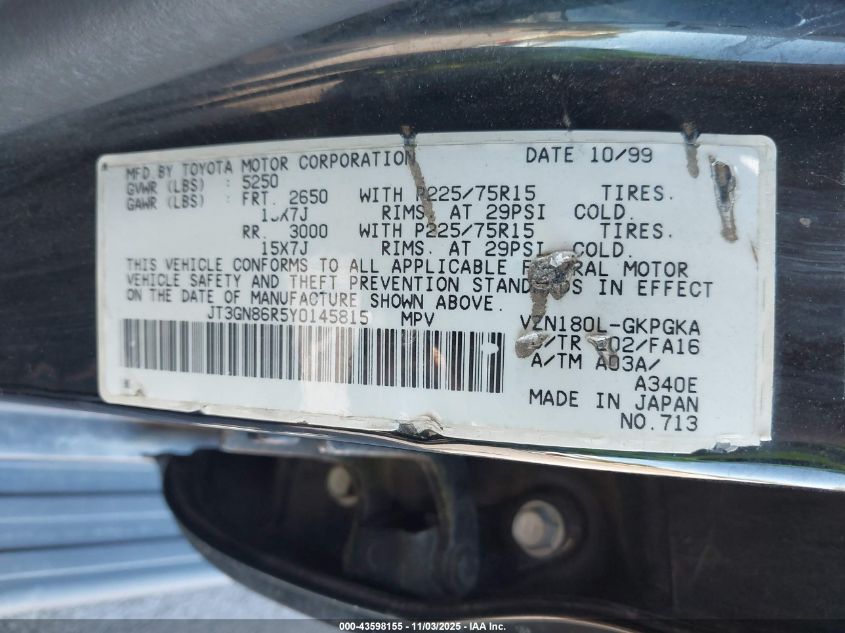 MFD BY TOYOTA MOTOR CORPORATION DATE 10/99
GVWR (LBS) : 5250
GAWR (LBS) : FRT. 2650 WITH P225/75R15 TIRES.
15X7J RIMS. AT 29PSI COLD.
RR. 3000 WITH P225/75R15 TIRES.
15X7J RIMS. AT 29PSI COLD.
THIS VEHICLE CONFORMS TO ALL APPLICABLE FEDERAL MOTOR
VEHICLE SAFETY AND THEFT PREVENTION STANDARDS IN EFFECT
ON THE DATE OF MANUFACTURE SHOWN ABOVE.
JT3GN86R5Y0145815 MPV VZN180L-GKPGKA
C/TR 202/FA16
A/TM A03A/
A340E
MADE IN JAPAN
NO.713
000-43598155 - 11/03/2025 - IAA Inc.